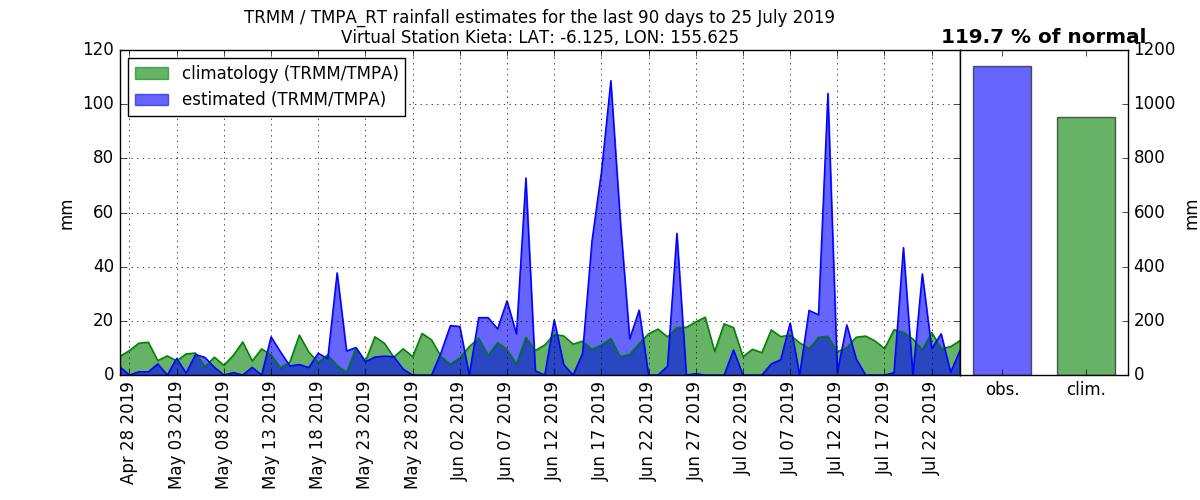 TRMM / TMPA_RT rainfall estimates for the last 90 days to 25 July 2019
Virtual Station Kieta: LAT: -6.125, LON: 155.625
119.7 % of normal
climatology (TRMM/TMPA)
estimated (TRMM/TMPA)
120
100
80
60
40
20
0
mm
Apr 28 2019
May 03 2019
May 08 2019
May 13 2019
May 18 2019
May 23 2019
May 28 2019
Jun 02 2019
Jun 07 2019
Jun 12 2019
Jun 17 2019
Jun 22 2019
Jun 27 2019
Jul 02 2019
Jul 07 2019
Jul 12 2019
Jul 17 2019
Jul 22 2019
obs.
clim.
1200
1000
800
600
400
200
0
mm